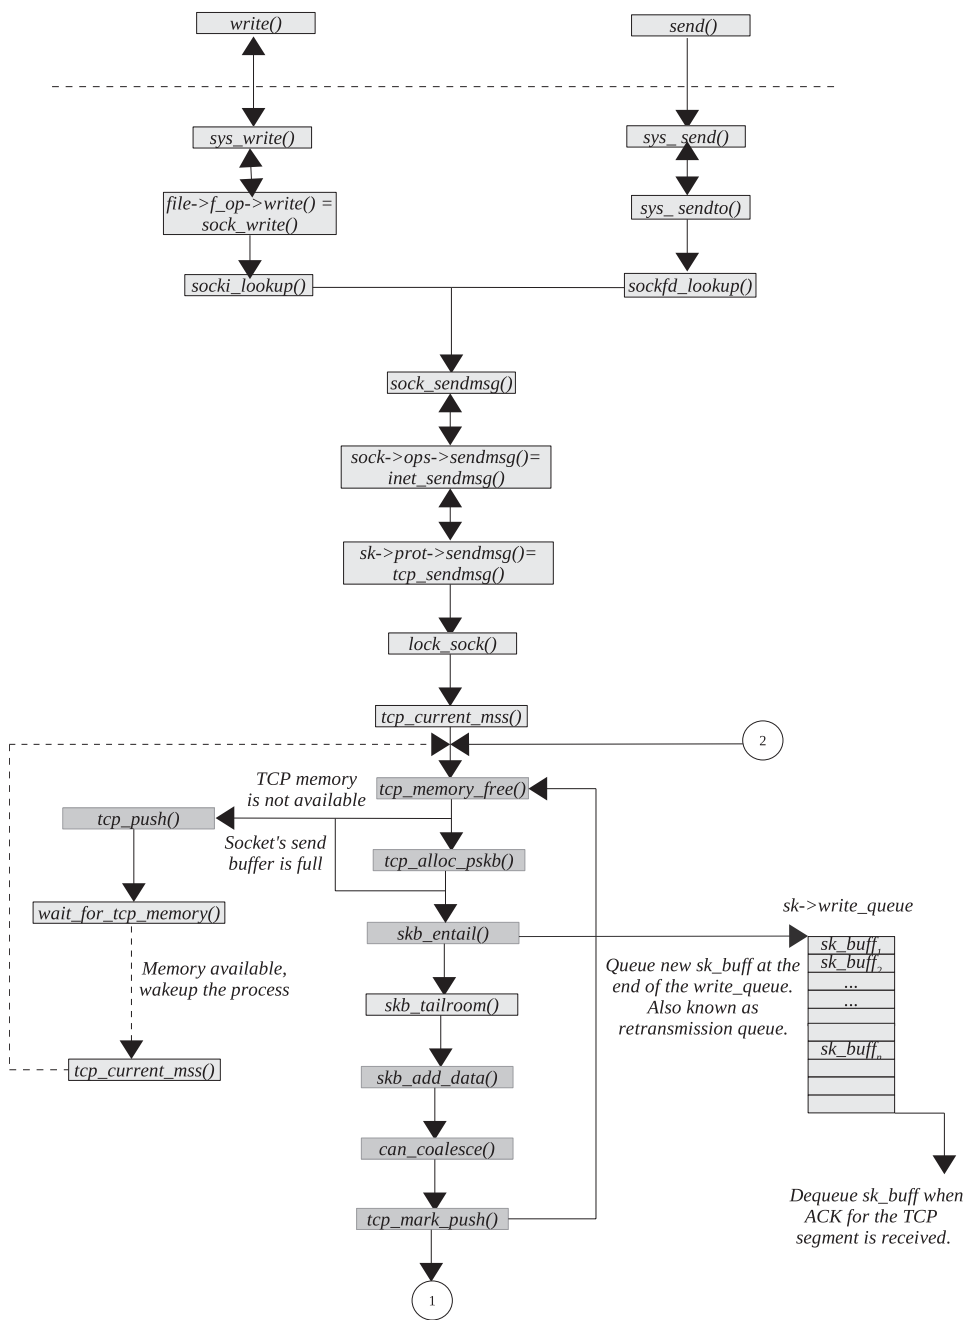 write()
send()
sys_write()
sys_ send()
file->f_op->write() =
sock_write()
sys_ sendto()
socki_lookup()
sockfd_lookup()
sock_sendmsg()
sock->ops->sendmsg()=
inet_sendmsg()
sk->prot->sendmsg()=
tcp_sendmsg()
lock_sock()
tcp_current_mss()
2
TCP memory
is not available
tcp_memory_free()
tcp_push()
Socket's send
buffer is full
tcp_alloc_pskb()
wait_for_tcp_memory()
skb_entail()
sk->write_queue
sk_buff1
sk_buff2
...
...
sk_buffn
Queue new sk_buff at the
end of the write_queue.
Also known as
retransmission queue.
Memory available,
wakeup the process
skb_tailroom()
tcp_current_mss()
skb_add_data()
can_coalesce()
tcp_mark_push()
Dequeue sk_buff when
ACK for the TCP
segment is received.
1